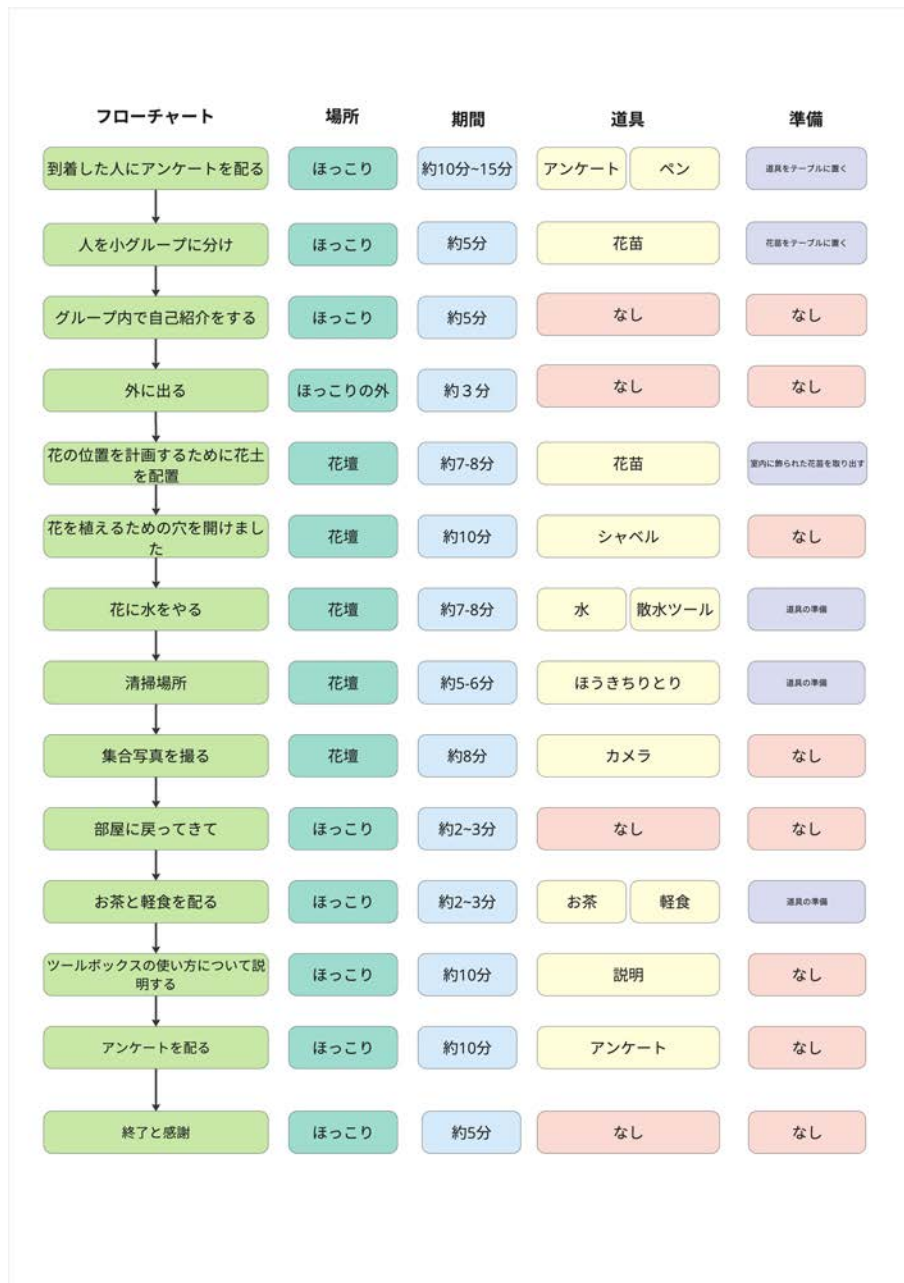 フローチャート 場所 期間 道具 準備
到着した人にアンケートを配る ほっこり 約10分~15分 アンケート ペン 道具をテーブルに置く
人を小グループに分け ほっこり 約5分 花苗 花苗をテーブルに置く
グループ内で自己紹介をする ほっこり 約5分 なし なし
外に出る ほっこりの外 約３分 なし なし
花の位置を計画するために花土
を配置 花壇 約7-8分 花苗 室内に飾られた花苗を取り出す
花を植えるための穴を開けまし
た 花壇 約10分 シャベル なし
花に水をやる 花壇 約7-8分 水 散水ツール 道具の準備
清掃場所 花壇 約5-6分 ほうきちりとり 道具の準備
集合写真を撮る 花壇 約8分 カメラ なし
部屋に戻ってきて ほっこり 約2~3分 なし なし
お茶と軽食を配る ほっこり 約2~3分 お茶 軽食 道具の準備
ツールボックスの使い方について説
明する ほっこり 約10分 説明 なし
アンケートを配る ほっこり 約10分 アンケート なし
終了と感謝 ほっこり 約5分 なし なし